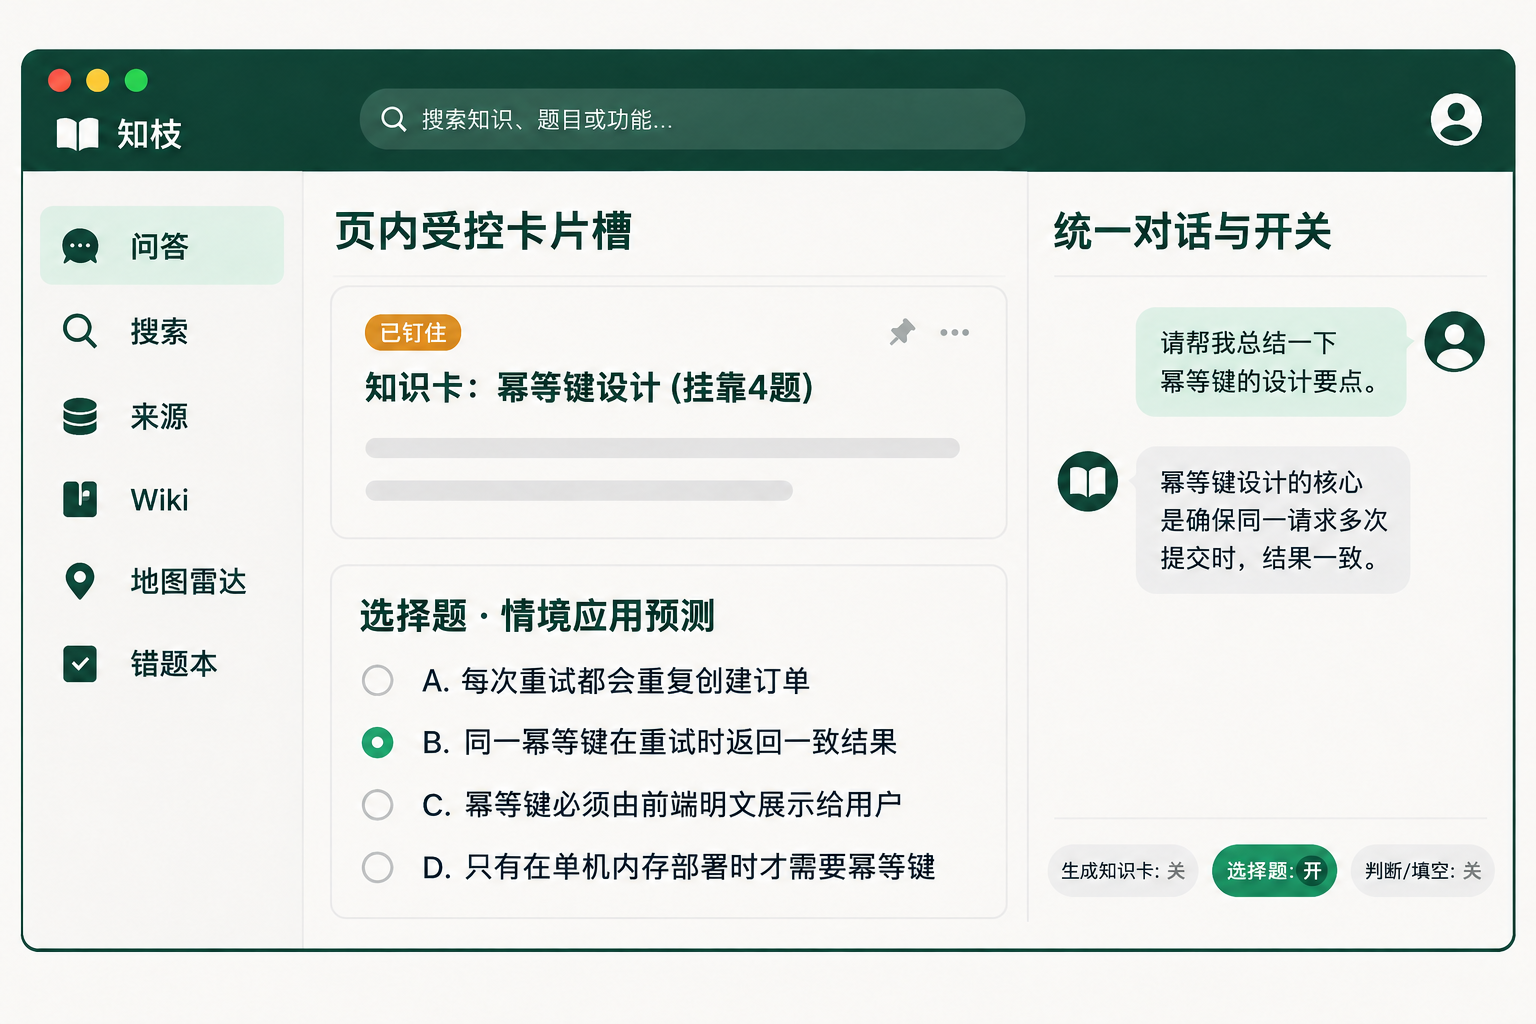 知枝
搜索知识、题目或功能...
问答
搜索
来源
Wiki
地图雷达
错题本
页内受控卡片槽
已钉住
知识卡：幂等键设计 (挂靠4题)
选择题 · 情境应用预测
A. 每次重试都会重复创建订单
B. 同一幂等键在重试时返回一致结果
C. 幂等键必须由前端明文展示给用户
D. 只有在单机内存部署时才需要幂等键
统一对话与开关
请帮我总结一下
幂等键的设计要点。
幂等键设计的核心
是确保同一请求多次
提交时，结果一致。
生成知识卡: 关
选择题: 开
判断/填空: 关